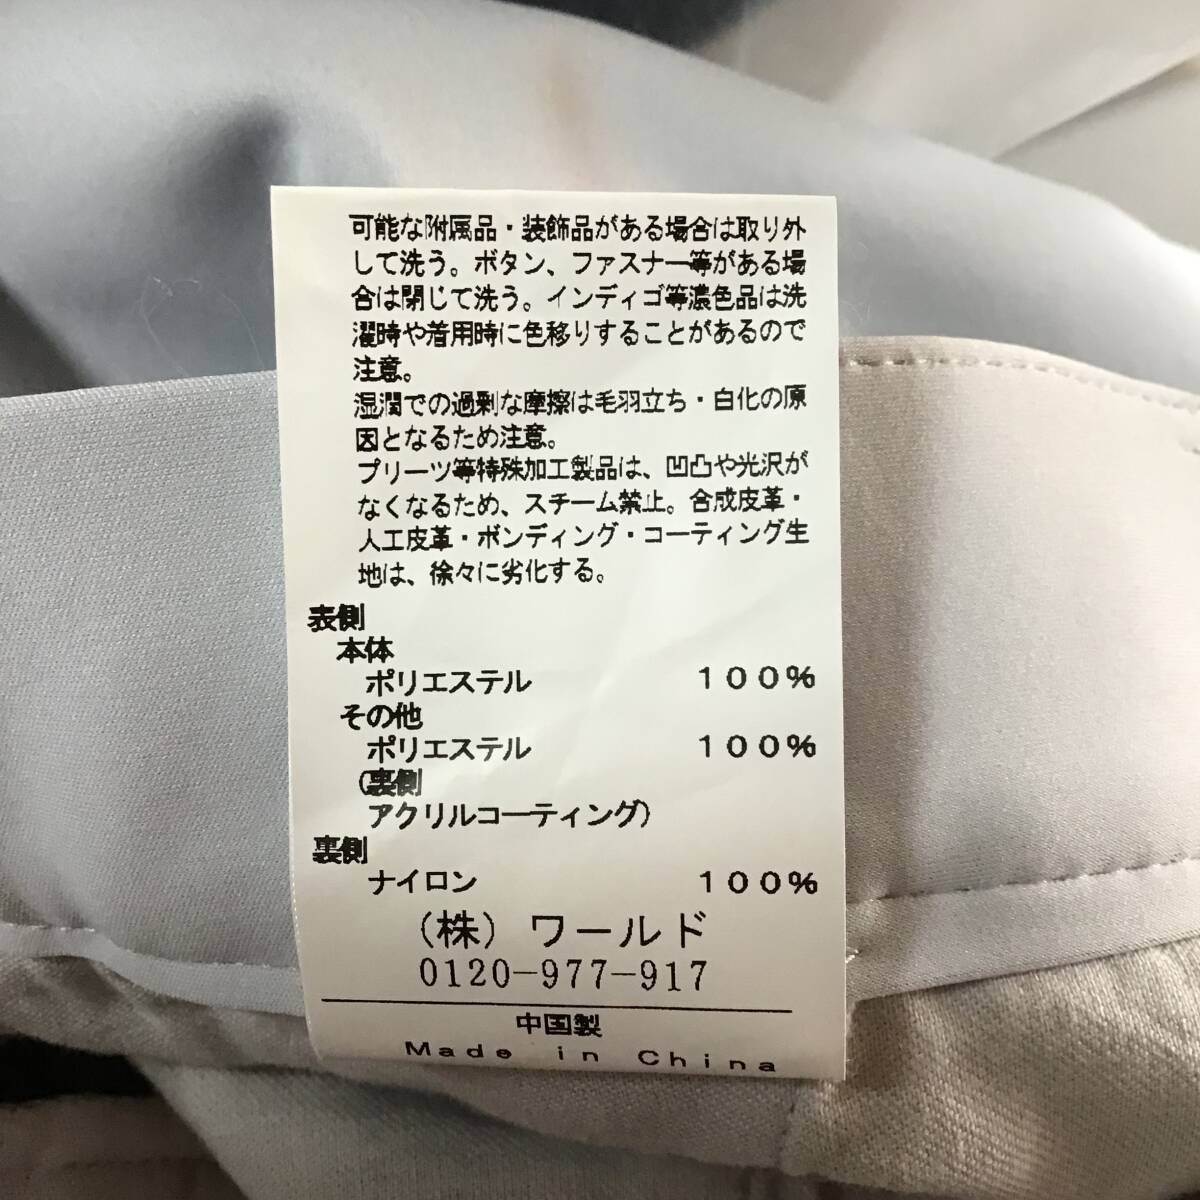 可能な附属品・装飾品がある場合は取り外
して洗う。ボタン、ファスナー等がある場
合は閉じて洗う。インディゴ等濃色品は洗
濯時や着用時に色移りすることがあるので
注意。
湿潤での過剰な摩擦は毛羽立ち・白化の原
因となるため注意。
プリーツ等特殊加工製品は、凹凸や光沢が
なくなるため、スチーム禁止。合成皮革・
人工皮革・ボンディング・コーティング生
地は、徐々に劣化する。
表側
本体
ポリエステル 100%
その他
ポリエステル 100%
(裏側
アクリルコーティング)
裏側
ナイロン 100%
(株) ワールド
0120-977-917
中国製
Made in China